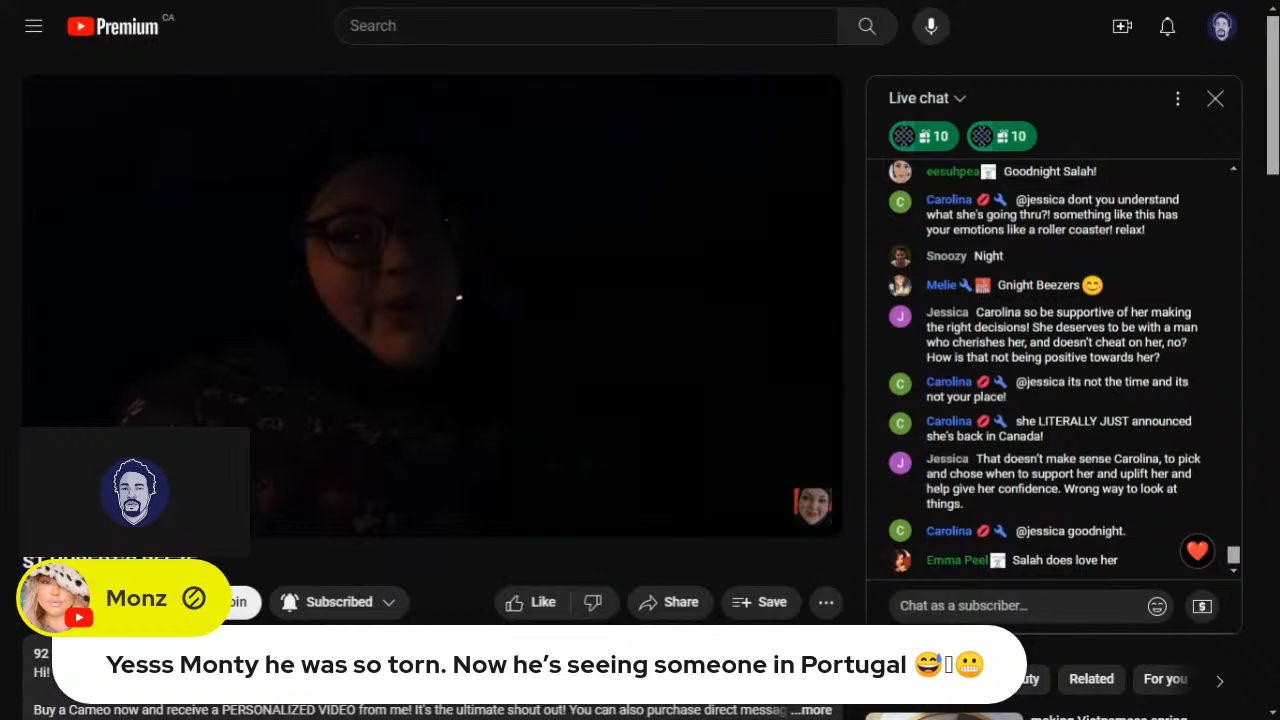 Premium CA
Search
Live chat
10
10
eesuhpea Goodnight Salah!
Carolina @jessica dont you understand
what she's going thru?! something like this has
your emotions like a roller coaster! relax!
Snoozy Night
Melie Gnight Beezers
Jessica Carolina so be supportive of her making
the right decisions! She deserves to be with a man
who cherishes her, and doesn't cheat on her, no?
How is that not being positive towards her?
Carolina @jessica its not the time and its
not your place!
Carolina she LITERALLY JUST announced
she's back in Canada!
Jessica That doesn't make sense Carolina, to pick
and chose when to support her and uplift her and
help give her confidence. Wrong way to look at
things.
Carolina @jessica goodnight.
Emma Peel Salah does love her
Chat as a subscriber...
Subscribed
Like
Share
Save
Monz
Yesss Monty he was so torn. Now he's seeing someone in Portugal 😅😬
92
Hi!
Related
For you
Buy a Cameo now and receive a PERSONALIZED VIDEO from me! It's the ultimate shout out! You can also purchase direct messag ...more
making Vietnamese spring